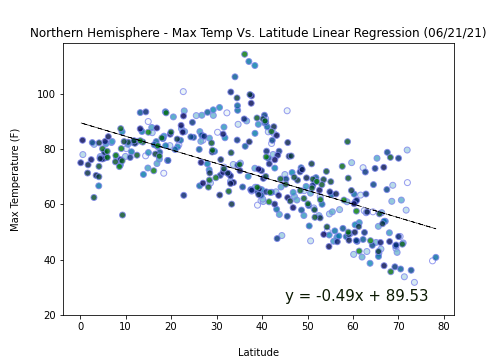 Northern Hemisphere - Max Temp Vs. Latitude Linear Regression (06/21/21)
Max Temperature (F)
100
80
60
40
20
y = -0.49x + 89.53
0 10 20 30 40 50 60 70 80
Latitude